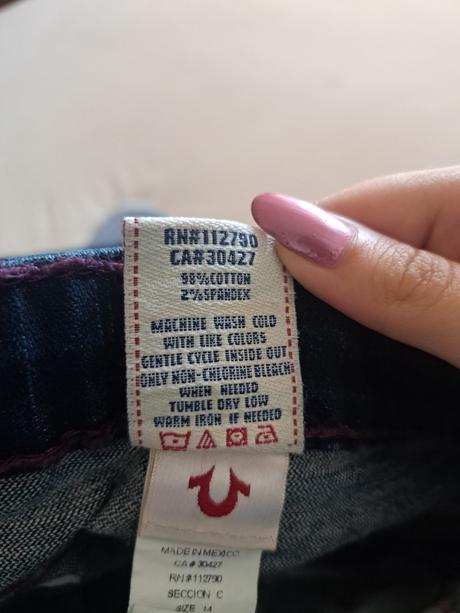 RN#112790
CA#30427
98%COTTON
2%SPANDEX
MACHINE WASH COLD
WITH LIKE COLORS
GENTLE CYCLE INSIDE OUT
ONLY NON-CHLORINE BLEACH
WHEN NEEDED
TUMBLE DRY LOW
WARM IRON IF NEEDED
MADE IN MEXICO
CA# 30427
RN#112790
SECCION C
SIZE 14